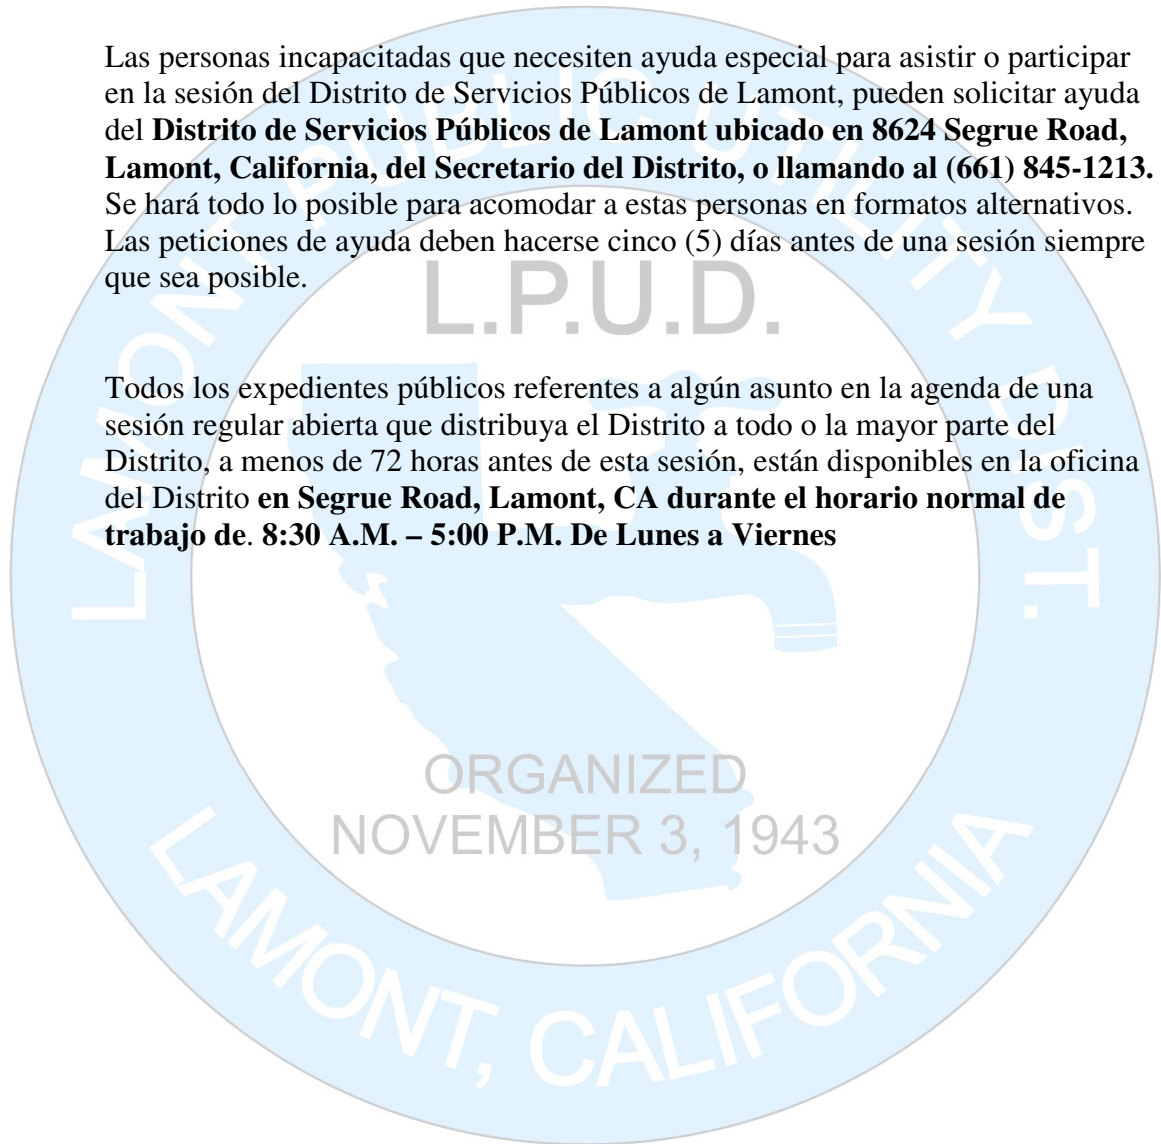 Las personas incapacitadas que necesiten ayuda especial para asistir o participar
en la sesión del Distrito de Servicios Públicos de Lamont, pueden solicitar ayuda
del Distrito de Servicios Públicos de Lamont ubicado en 8624 Segrue Road,
Lamont, California, del Secretario del Distrito, o llamando al (661) 845-1213.
Se hará todo lo posible para acomodar a estas personas en formatos alternativos.
Las peticiones de ayuda deben hacerse cinco (5) días antes de una sesión siempre
que sea posible.
Todos los expedientes públicos referentes a algún asunto en la agenda de una
sesión regular abierta que distribuya el Distrito a todo o la mayor parte del
Distrito, a menos de 72 horas antes de esta sesión, están disponibles en la oficina
del Distrito en Segrue Road, Lamont, CA durante el horario normal de
trabajo de. 8:30 A.M. – 5:00 P.M. De Lunes a Viernes
LAMONT PUBLIC UTILITY DIST.
L.P.U.D.
ORGANIZED
NOVEMBER 3, 1943
LAMONT, CALIFORNIA